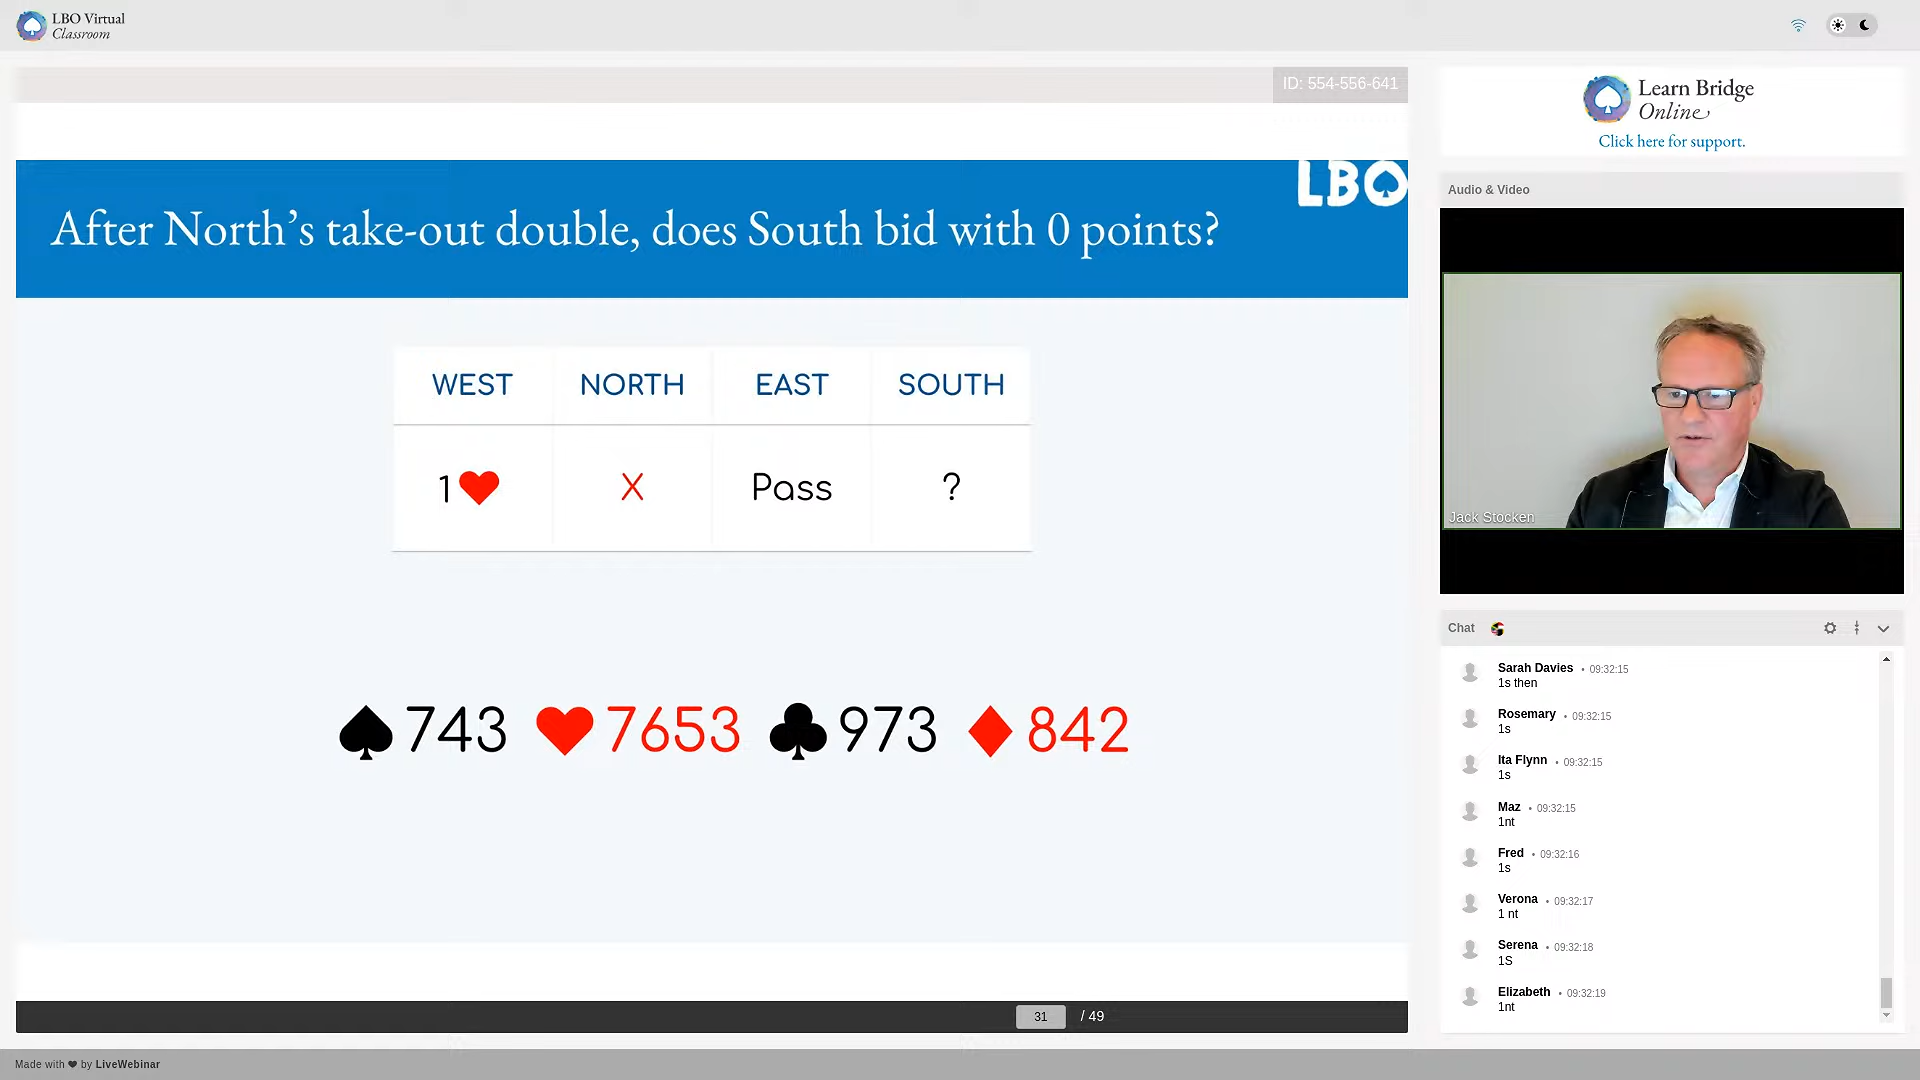 LBO Virtual
Classroom
ID: 554-556-641
LBO
After North's take-out double, does South bid with 0 points?
WEST NORTH EAST SOUTH
1♥ X Pass ?
♠743 ♥7653 ♣973 ♦842
31 / 49
Learn Bridge
Online
Click here for support.
Audio & Video
Jack Stocken
Chat
Sarah Davies • 09:32:15
1s then
Rosemary • 09:32:15
1s
Ita Flynn • 09:32:15
1s
Maz • 09:32:15
1nt
Fred • 09:32:16
1s
Verona • 09:32:17
1 nt
Serena • 09:32:18
1S
Elizabeth • 09:32:19
1nt
Made with ❤ by LiveWebinar